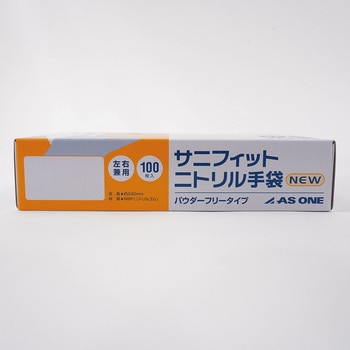 左右
兼用
100
枚入
サニフィット
ニトリル手袋 NEW
パウダーフリータイプ
AS ONE